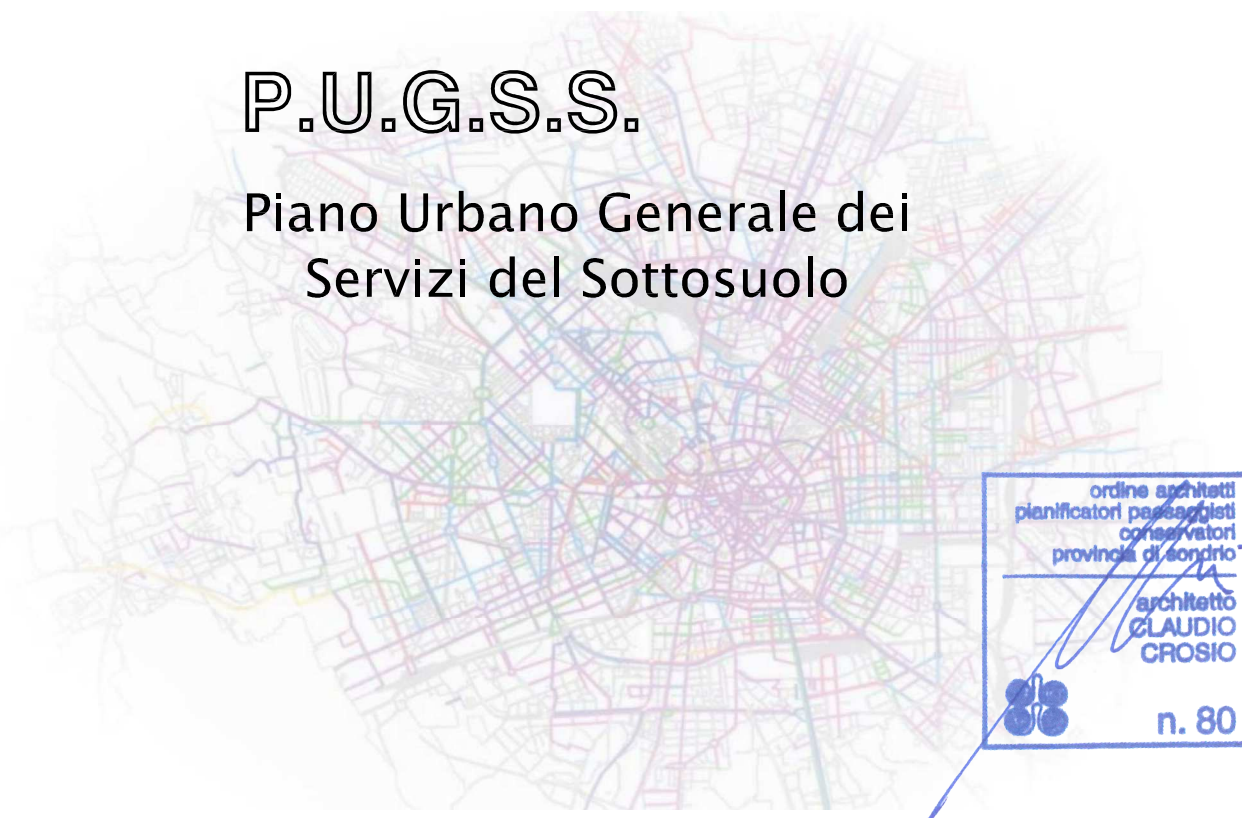 P.U.G.S.S.
Piano Urbano Generale dei
Servizi del Sottosuolo
ordine architetti
pianificatori paesaggisti
conservatori
provincia di sondrio
architetto
CLAUDIO
CROSIO
n. 80